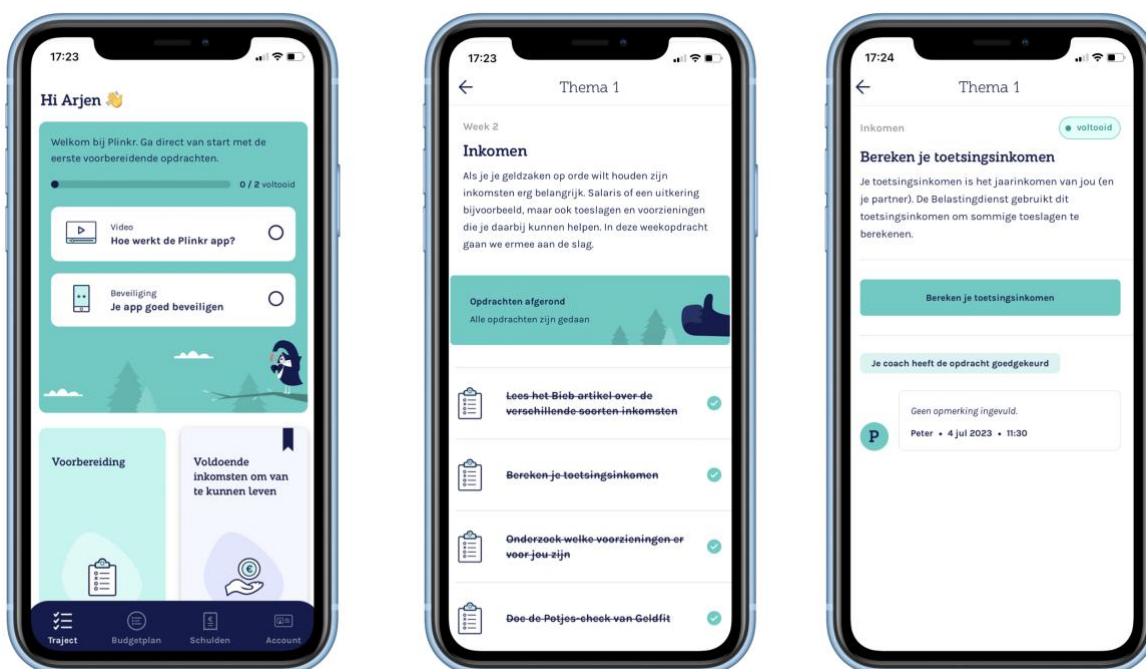 17:23
Hi Arjen 👋
Welkom bij Plinkr. Ga direct van start met de
eerste voorbereidende opdrachten.
0 / 2 voltooid
Video
Hoe werkt de Plinkr app?
Beveiliging
Je app goed beveiligen
Voorbereiding
Voldoende
inkomsten om van
te kunnen leven
Traject
Budgetplan
Schulden
Account
17:23
Thema 1
Week 2
Inkomen
Als je je geldzaken op orde wilt houden zijn
inkomsten erg belangrijk. Salaris of een uitkering
bijvoorbeeld, maar ook toeslagen en voorzieningen
die je daarbij kunnen helpen. In deze weekopdracht
gaan we ermee aan de slag.
Opdrachten afgerond
Alle opdrachten zijn gedaan
Lees het Bieb artikel over de
verschillende soorten inkomsten
Bereken je toetsingsinkomen
Onderzoek welke voorzieningen er
voor jou zijn
Doe de Potjes-check van Geldfit
17:24
Thema 1
Inkomen
voltooid
Bereken je toetsingsinkomen
Je toetsingsinkomen is het jaarinkomen van jou (en
je partner). De Belastingdienst gebruikt dit
toetsingsinkomen om sommige toeslagen te
berekenen.
Bereken je toetsingsinkomen
Je coach heeft de opdracht goedgekeurd
Geen opmerking ingevuld.
P
Peter • 4 jul 2023 • 11:30